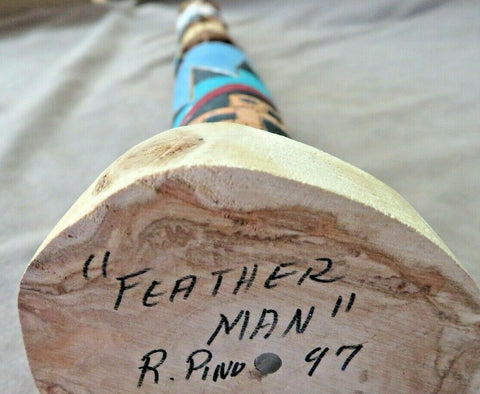 "FEATHER
MAN"
R. PINO 97